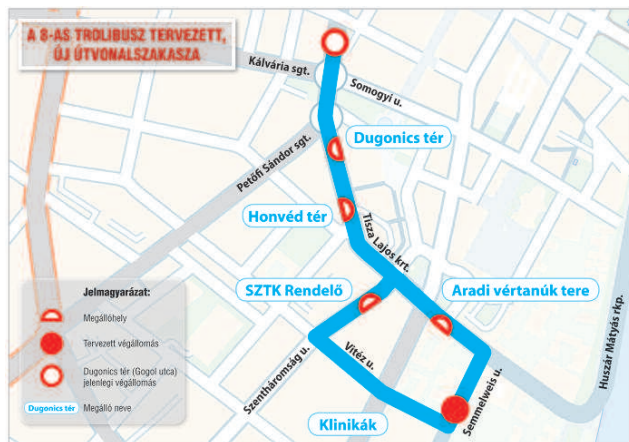 A 8-AS TROLIBUSZ TERVEZETT,
ÚJ ÚTVONALSZAKASZA
Kálvária sgt.
Somogyi u.
Dugonics tér
Petőfi Sándor sgt.
Honvéd tér
Tisza Lajos krt.
SZTK Rendelő
Aradi vértanúk tere
Huszár Mátyás rkp.
Szentháromság u.
Vitéz u.
Semmelweis u.
Klinikák
Jelmagyarázat:
Megállóhely
Tervezett végállomás
Dugonics tér (Gogol utca)
jelenlegi végállomás
Dugonics tér
Megálló neve